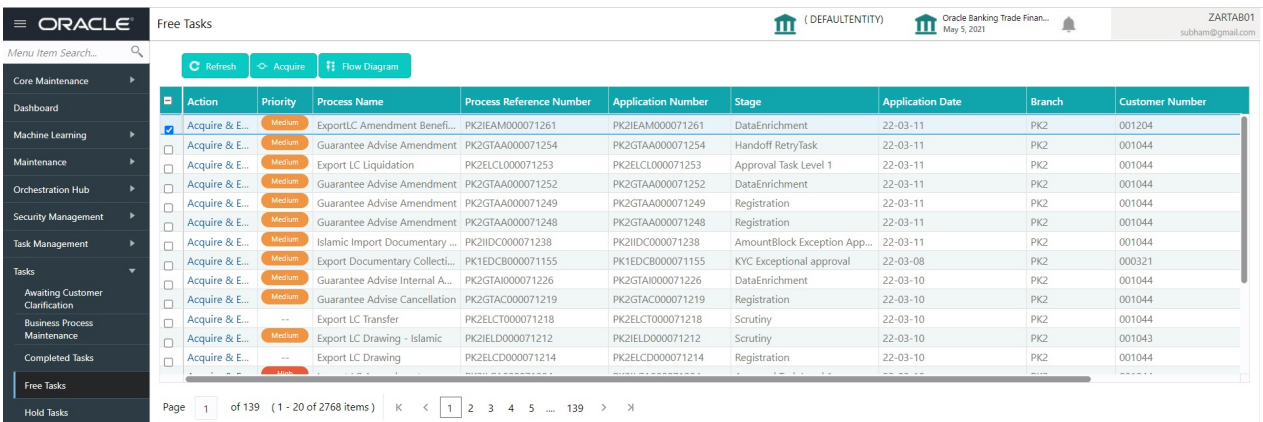 ORACLE
Free Tasks
( DEFAULTENTITY)
Oracle Banking Trade Finan...
May 5, 2021
ZARTAB01
subham@gmail.com
Menu Item Search...
Core Maintenance
Dashboard
Machine Learning
Maintenance
Orchestration Hub
Security Management
Task Management
Tasks
Awaiting Customer
Clarification
Business Process
Maintenance
Completed Tasks
Free Tasks
Hold Tasks
Refresh Acquire Flow Diagram
Action Priority Process Name Process Reference Number Application Number Stage Application Date Branch Customer Number
Acquire & E... Medium ExportLC Amendment Benefi... PK2IEAM000071261 PK2IEAM000071261 DataEnrichment 22-03-11 PK2 001204
Acquire & E... Medium Guarantee Advise Amendment PK2GTAA000071254 PK2GTAA000071254 Handoff RetryTask 22-03-11 PK2 001044
Acquire & E... Medium Export LC Liquidation PK2ELCL000071253 PK2ELCL000071253 Approval Task Level 1 22-03-11 PK2 001044
Acquire & E... Medium Guarantee Advise Amendment PK2GTAA000071252 PK2GTAA000071252 DataEnrichment 22-03-11 PK2 001044
Acquire & E... Medium Guarantee Advise Amendment PK2GTAA000071249 PK2GTAA000071249 Registration 22-03-11 PK2 001044
Acquire & E... Medium Guarantee Advise Amendment PK2GTAA000071248 PK2GTAA000071248 Registration 22-03-11 PK2 001044
Acquire & E... Medium Islamic Import Documentary ... PK2IIDC000071238 PK2IIDC000071238 AmountBlock Exception App... 22-03-11 PK2 001044
Acquire & E... Medium Export Documentary Collecti... PK1EDCB000071155 PK1EDCB000071155 KYC Exceptional approval 22-03-08 PK2 000321
Acquire & E... Medium Guarantee Advise Internal A... PK2GTAI000071226 PK2GTAI000071226 DataEnrichment 22-03-10 PK2 001044
Acquire & E... Medium Guarantee Advise Cancellation PK2GTAC000071219 PK2GTAC000071219 Registration 22-03-10 PK2 001044
Acquire & E... -- Export LC Transfer PK2ELCT000071218 PK2ELCT000071218 Scrutiny 22-03-10 PK2 001044
Acquire & E... Medium Export LC Drawing - Islamic PK2IELD000071212 PK2IELD000071212 Scrutiny 22-03-10 PK2 001043
Acquire & E... -- Export LC Drawing PK2ELCD000071214 PK2ELCD000071214 Registration 22-03-10 PK2 001044
High
Page 1 of 139 ( 1 - 20 of 2768 items ) 1 2 3 4 5 .... 139